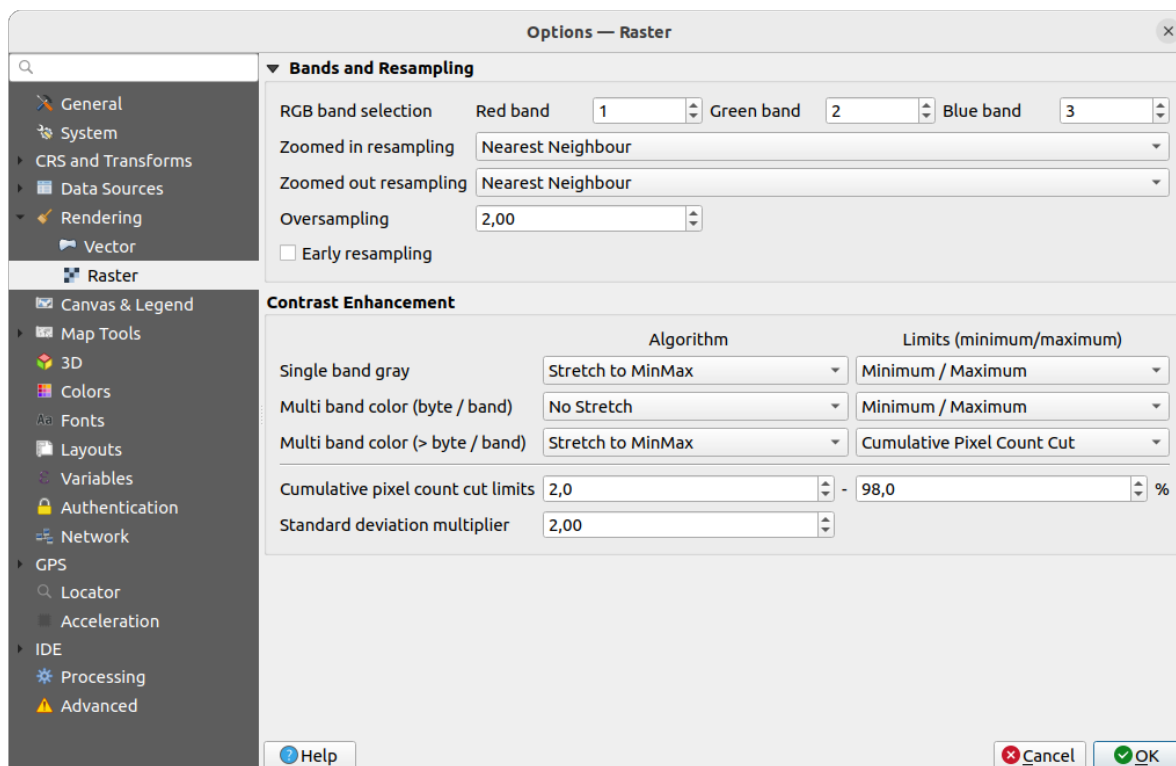 Options — Raster
General
System
CRS and Transforms
Data Sources
Rendering
Vector
Raster
Canvas & Legend
Map Tools
3D
Colors
Aa Fonts
Layouts
Variables
Authentication
Network
GPS
Locator
Acceleration
IDE
Processing
Advanced
Bands and Resampling
RGB band selection Red band 1 Green band 2 Blue band 3
Zoomed in resampling Nearest Neighbour
Zoomed out resampling Nearest Neighbour
Oversampling 2,00
Early resampling
Contrast Enhancement
Algorithm Limits (minimum/maximum)
Single band gray Stretch to MinMax Minimum / Maximum
Multi band color (byte / band) No Stretch Minimum / Maximum
Multi band color (> byte / band) Stretch to MinMax Cumulative Pixel Count Cut
Cumulative pixel count cut limits 2,0 - 98,0 %
Standard deviation multiplier 2,00
? Help Cancel OK